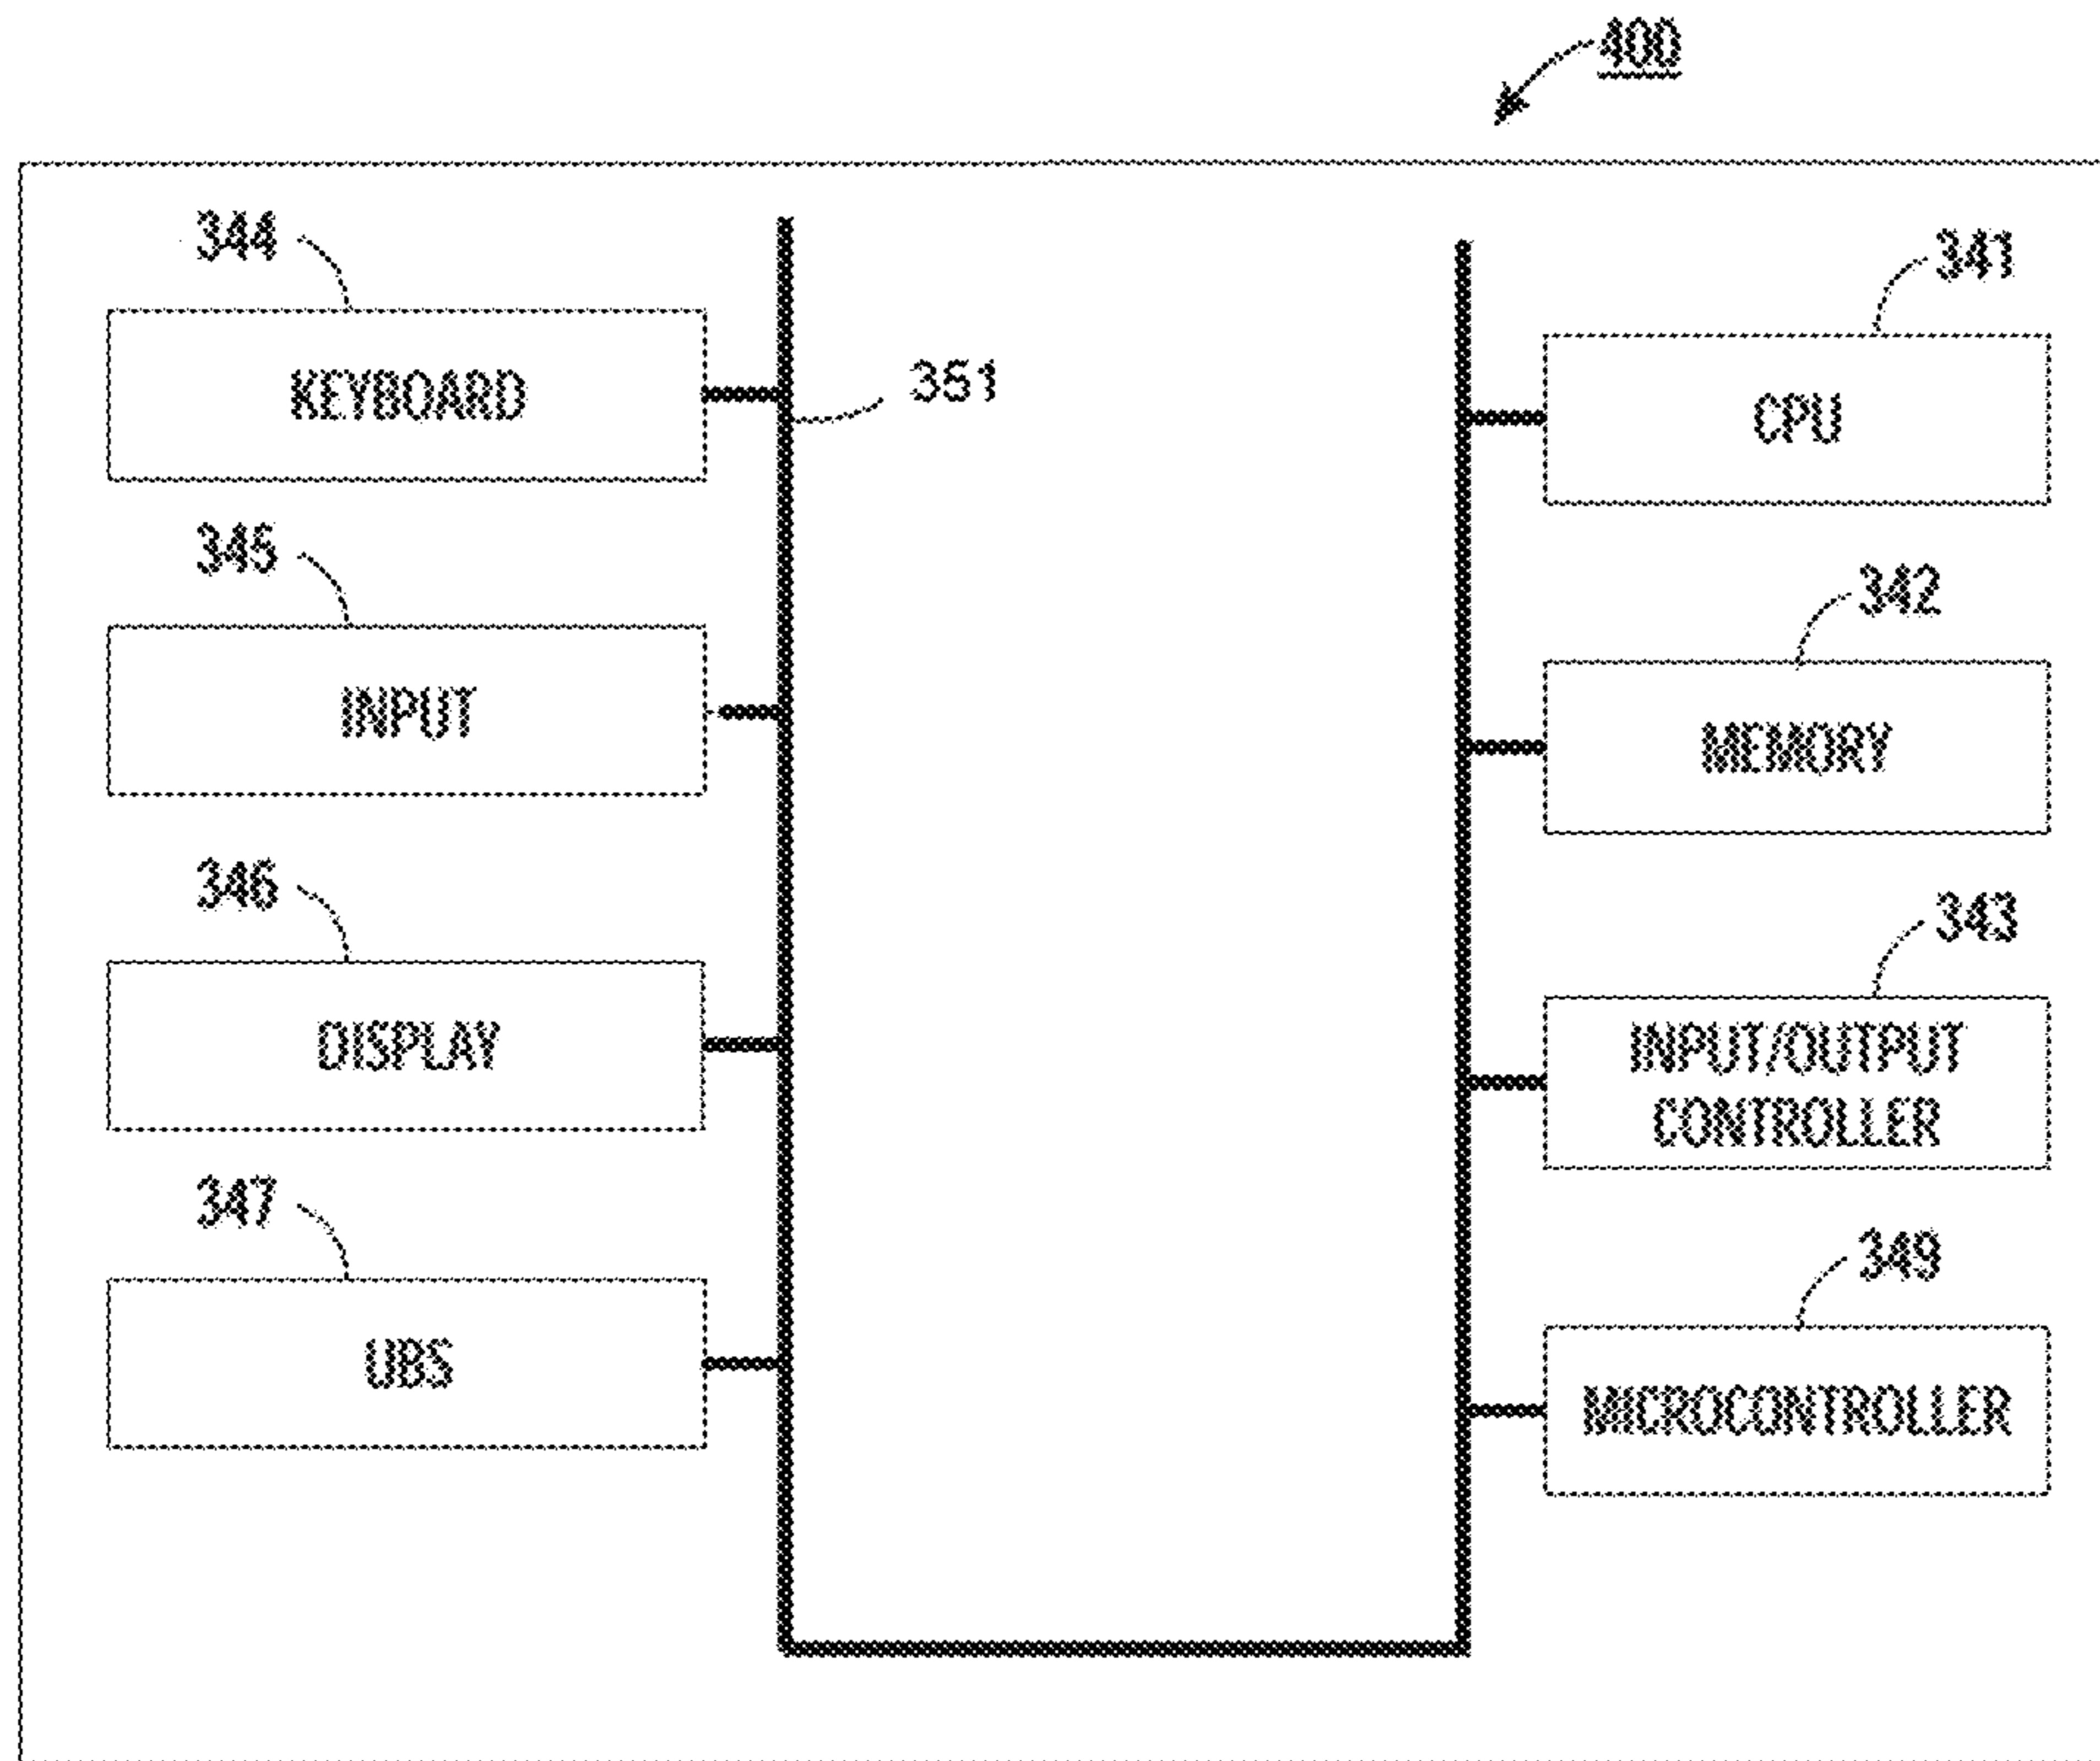 400
344
KEYBOARD
351
341
CPU
345
INPUT
342
MEMORY
346
DISPLAY
343
INPUT/OUTPUT
CONTROLLER
347
UBS
349
MICROCONTROLLER